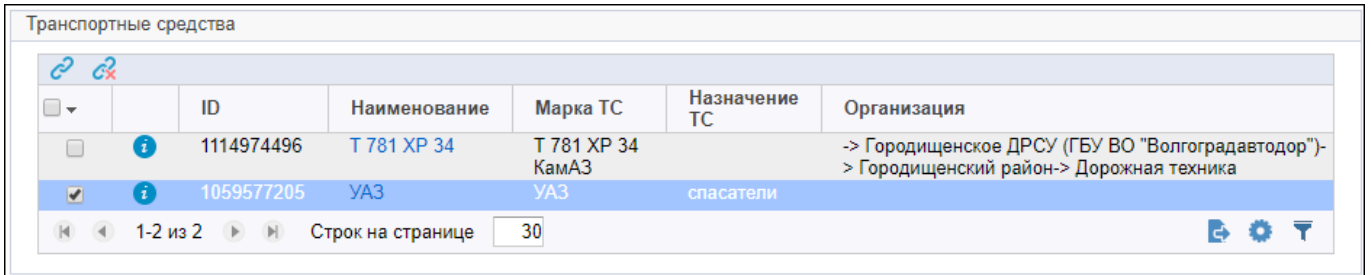 Транспортные средства
ID Наименование Марка ТС Назначение ТС Организация
1114974496 Т 781 ХР 34 Т 781 ХР 34 КамАЗ -> Городищенское ДРСУ (ГБУ ВО "Волгоградавтодор")-
> Городищенский район-> Дорожная техника
1059577205 УАЗ УАЗ спасатели
1-2 из 2 Строк на странице 30